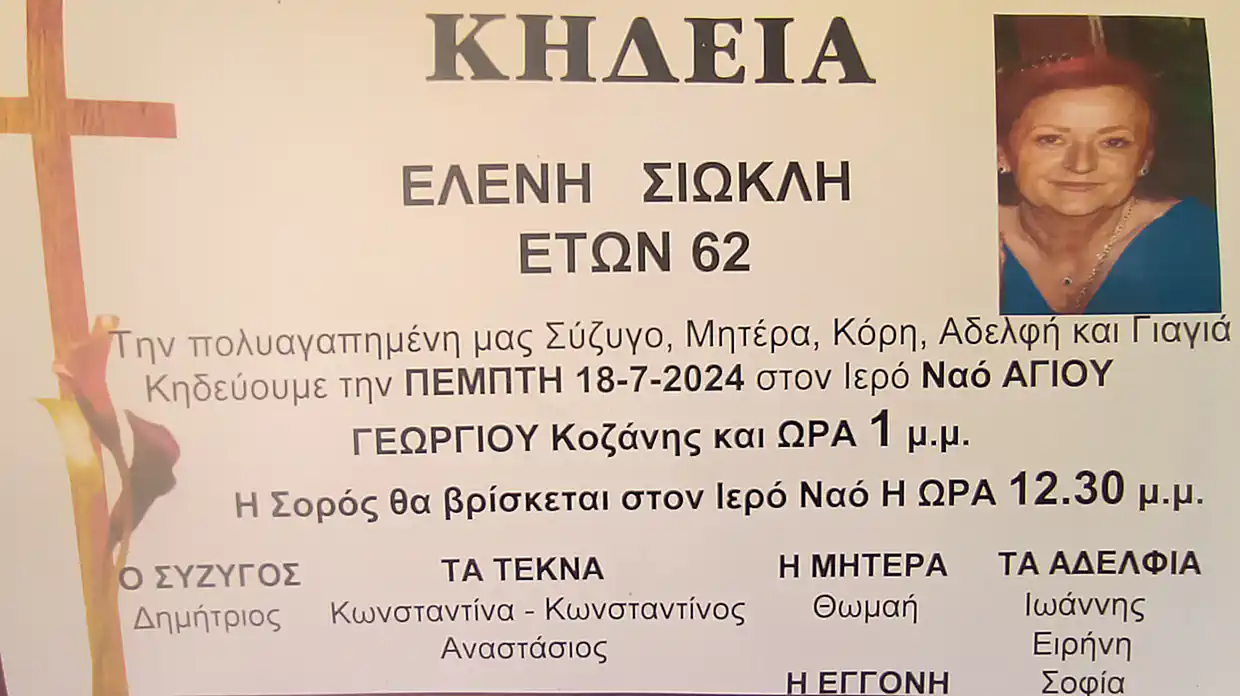 ΚΗΔΕΙΑ
ΕΛΕΝΗ ΣΙΩΚΛΗ
ΕΤΩΝ 62
Την πολυαγαπημένη μας Σύζυγο, Μητέρα, Κόρη, Αδελφή και Γιαγιά
Κηδεύουμε την ΠΕΜΠΤΗ 18-7-2024 στον Ιερό Ναό ΑΓΙΟΥ
ΓΕΩΡΓΙΟΥ Κοζάνης και ΩΡΑ 1 μ.μ.
Η Σορός θα βρίσκεται στον Ιερό Ναό Η ΩΡΑ 12.30 μ.μ.
Ο ΣΥΖΥΓΟΣ ΤΑ ΤΕΚΝΑ Η ΜΗΤΕΡΑ ΤΑ ΑΔΕΛΦΙΑ
Δημήτριος Κωνσταντίνα - Κωνσταντίνος Θωμαή Ιωάννης
Αναστάσιος Ειρήνη
Η ΕΓΓΟΝΗ Σοφία